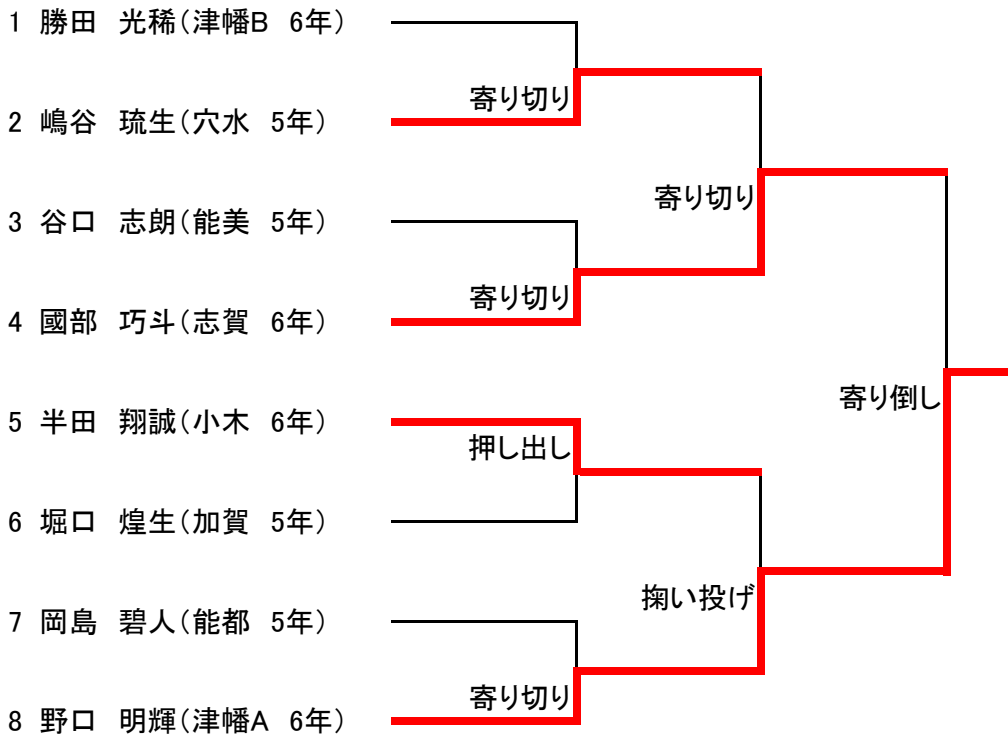 1 勝田 光稀(津幡B 6年)
寄り切り
2 嶋谷 琉生(穴水 5年)
寄り切り
3 谷口 志朗(能美 5年)
寄り切り
4 國部 巧斗(志賀 6年)
寄り倒し
5 半田 翔誠(小木 6年)
押し出し
6 堀口 煌生(加賀 5年)
掬い投げ
7 岡島 碧人(能都 5年)
寄り切り
8 野口 明輝(津幡A 6年)